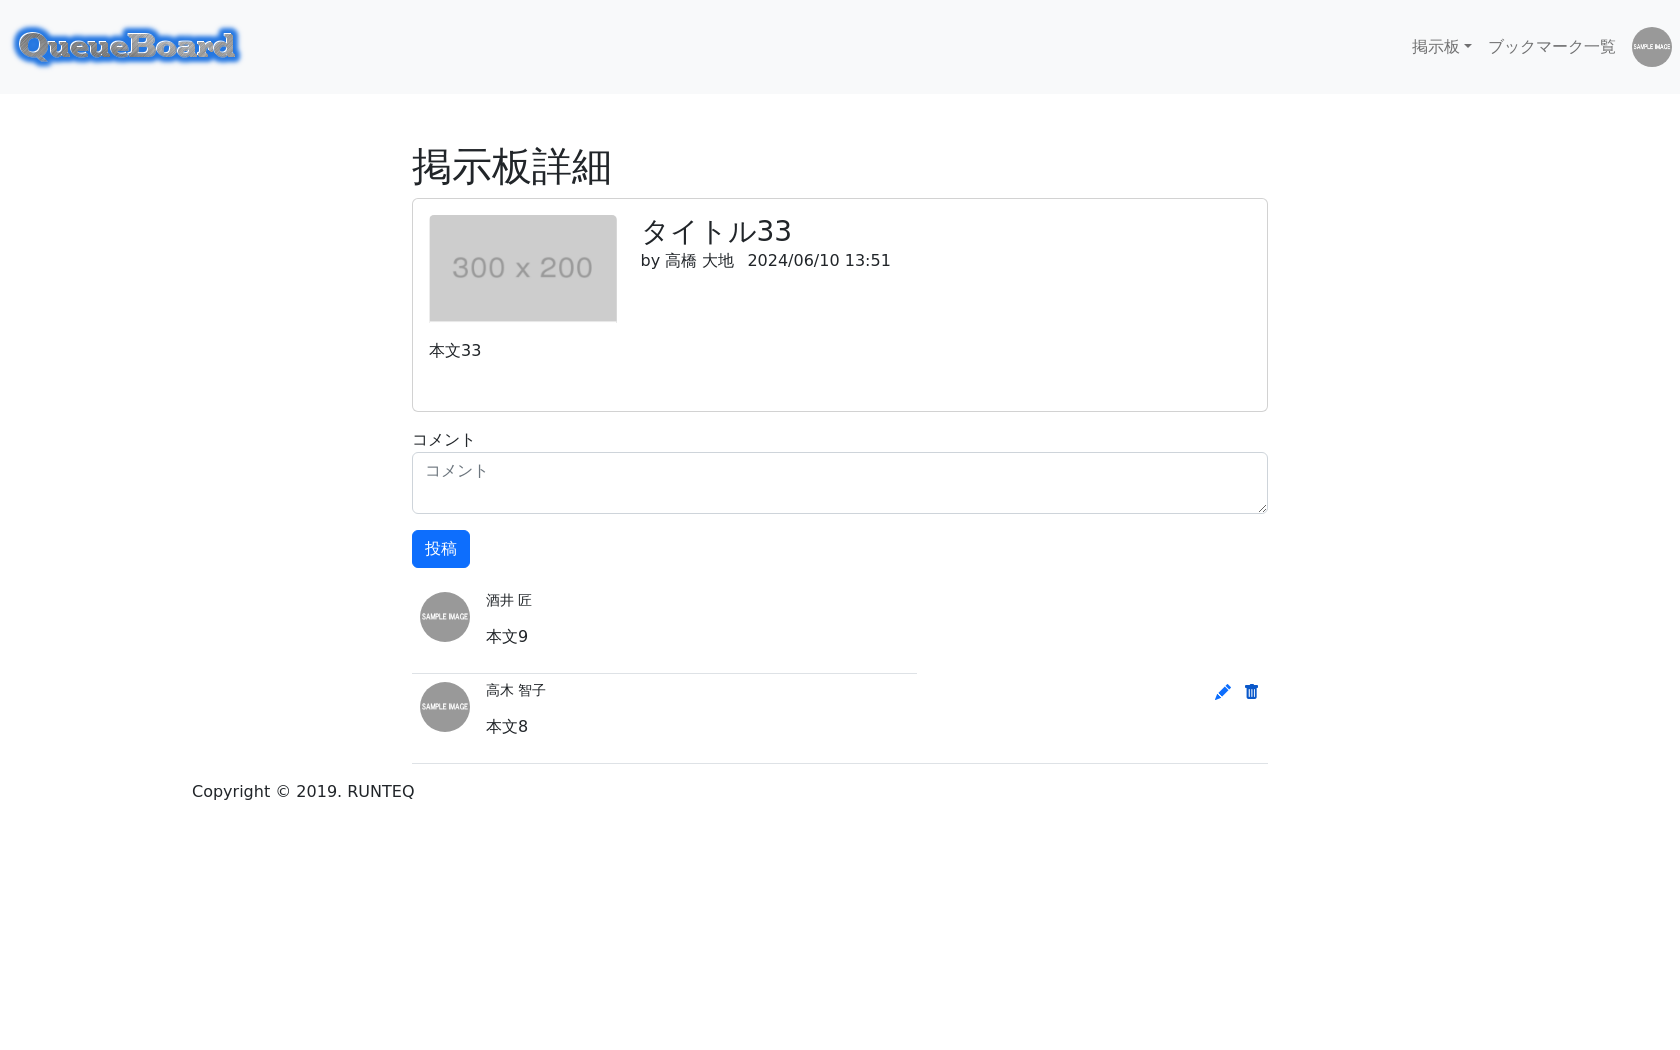 QueueBoard
掲示板 ブックマーク一覧 SAMPLE IMAGE
掲示板詳細
300 x 200
タイトル33
by 高橋 大地 2024/06/10 13:51
本文33
コメント
コメント
投稿
SAMPLE IMAGE
酒井 匠
本文9
SAMPLE IMAGE
高木 智子
本文8
Copyright © 2019. RUNTEQ